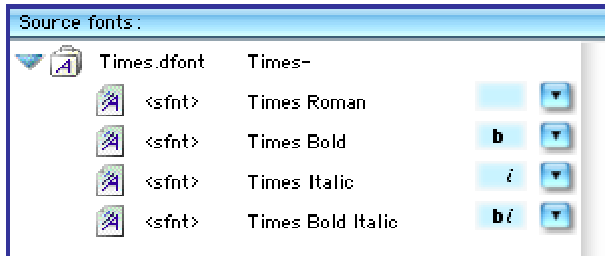 Source fonts:
Times.dfont Times-
<sfnt> Times Roman
<sfnt> Times Bold b
<sfnt> Times Italic i
<sfnt> Times Bold Italic bi